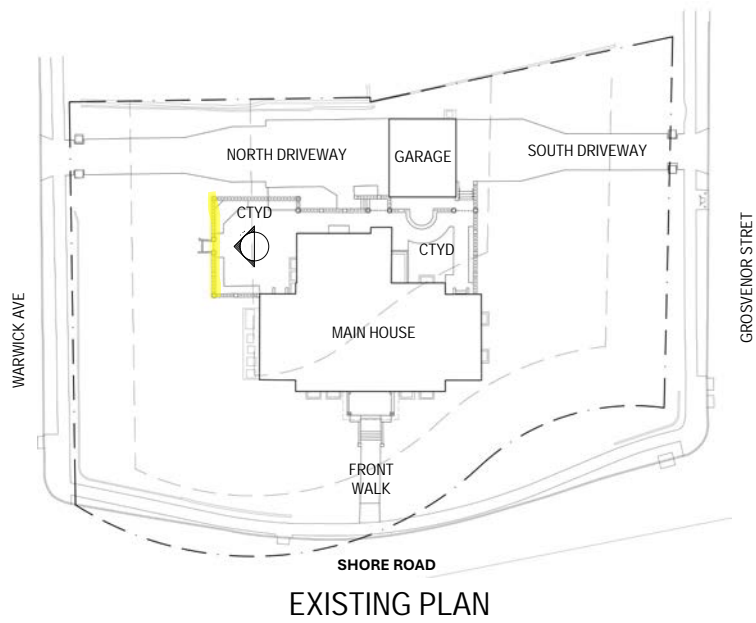 NORTH DRIVEWAY
GARAGE
SOUTH DRIVEWAY
CTYD
CTYD
MAIN HOUSE
WARWICK AVE
GROSVENOR STRET
FRONT
WALK
SHORE ROAD
EXISTING PLAN